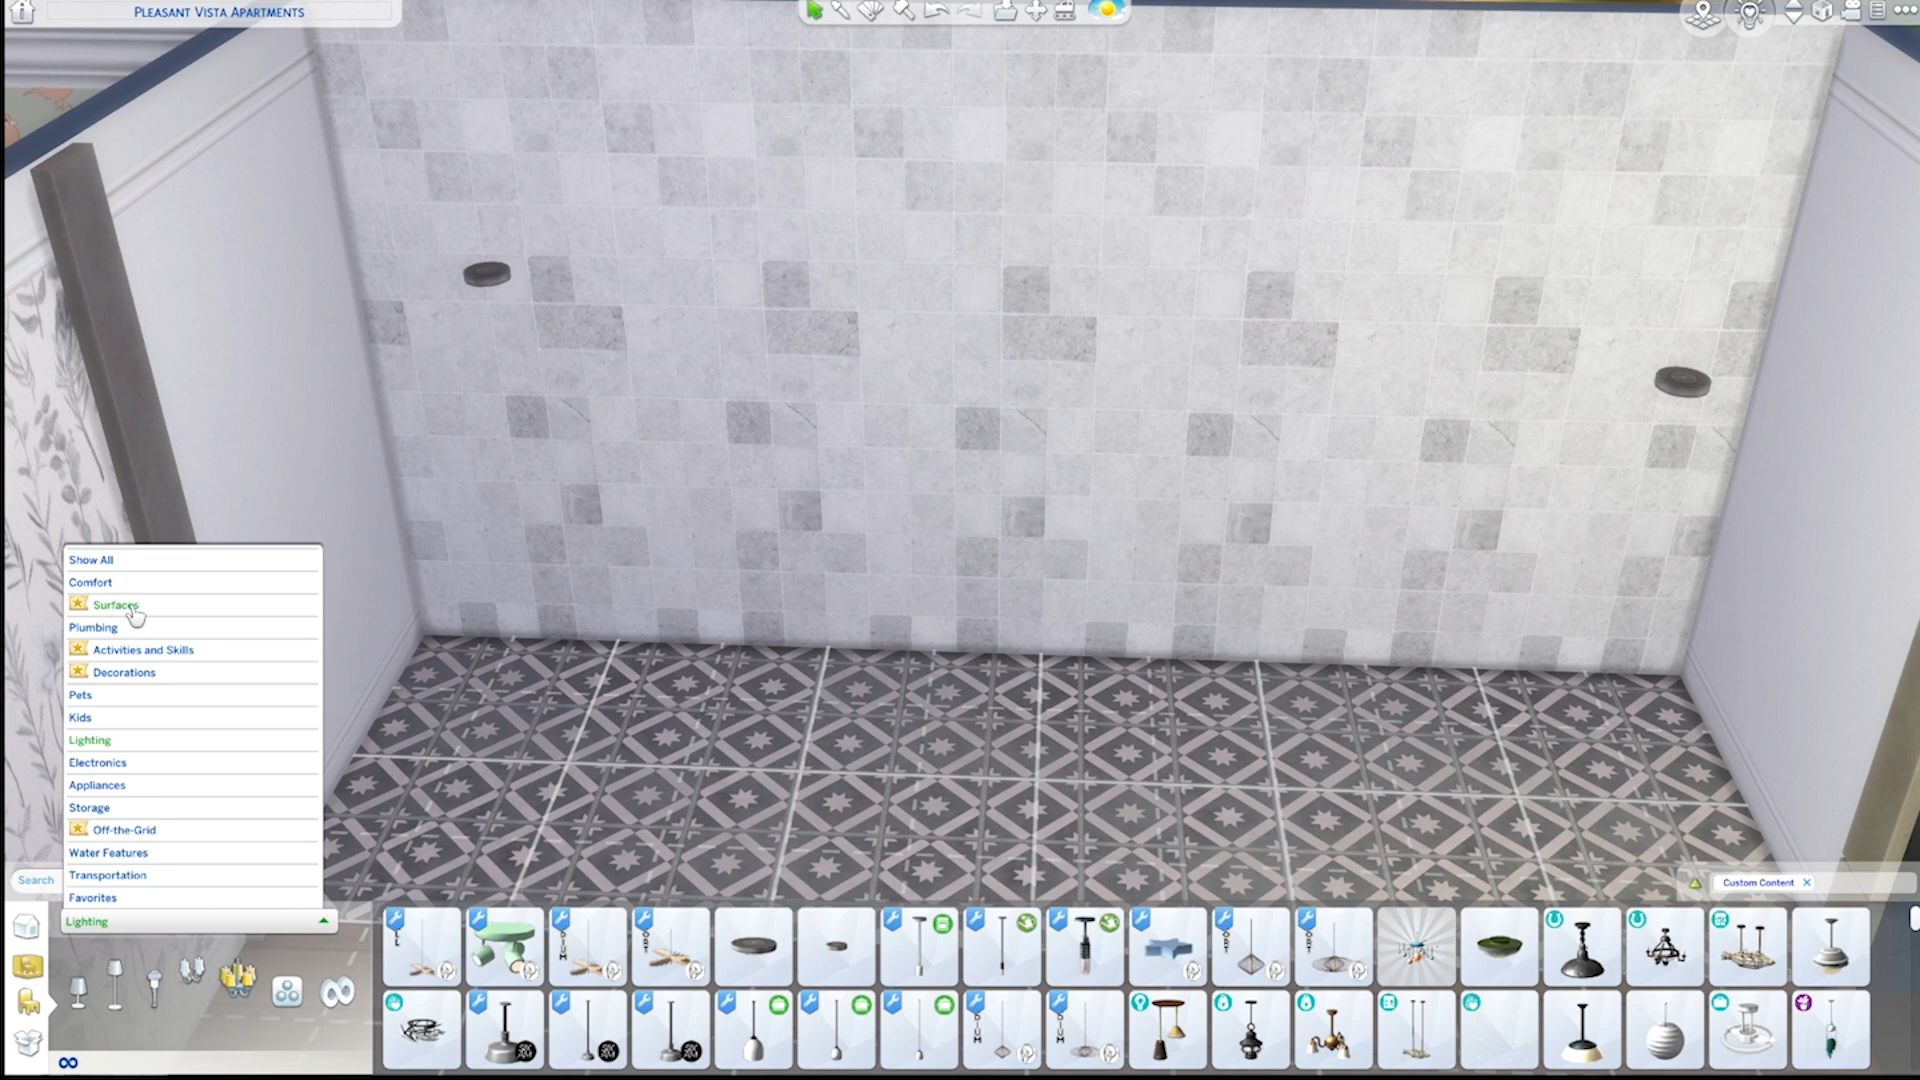 PLEASANT VISTA APARTMENTS
Show All
Comfort
Surfaces
Plumbing
Activities and Skills
Decorations
Pets
Kids
Lighting
Electronics
Appliances
Storage
Off-the-Grid
Water Features
Transportation
Favorites
Search
Lighting
Custom Content